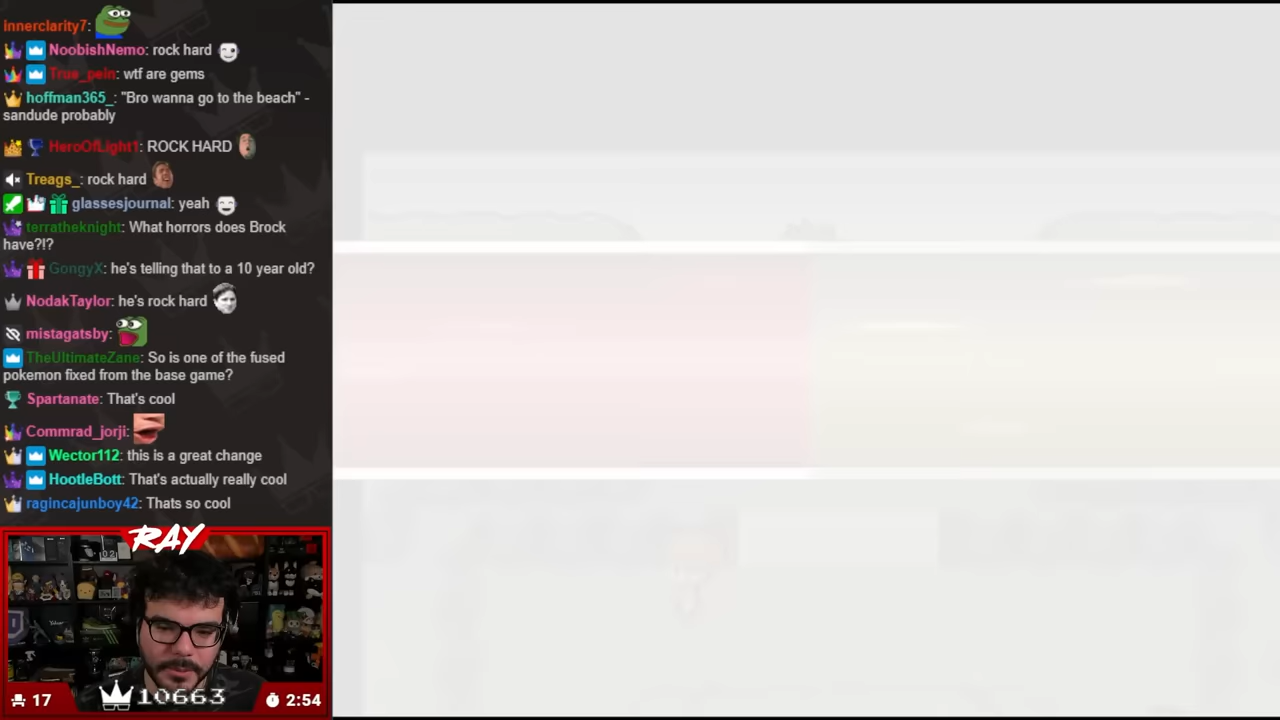 innerclarity7:
NoobishNemo: rock hard
True_pein: wtf are gems
hoffman365_: "Bro wanna go to the beach" -
sandude probably
HeroOfLight1: ROCK HARD
Treags_: rock hard
glassesjournal: yeah
terratheknight: What horrors does Brock
have?!?
GongyX: he's telling that to a 10 year old?
NodakTaylor: he's rock hard
mistagatsby:
TheUltimateZane: So is one of the fused
pokemon fixed from the base game?
Spartanate: That's cool
Commrad_jorji:
Wector112: this is a great change
HootleBott: That's actually really cool
ragincajunboy42: Thats so cool
RAY
17
10663
2:54